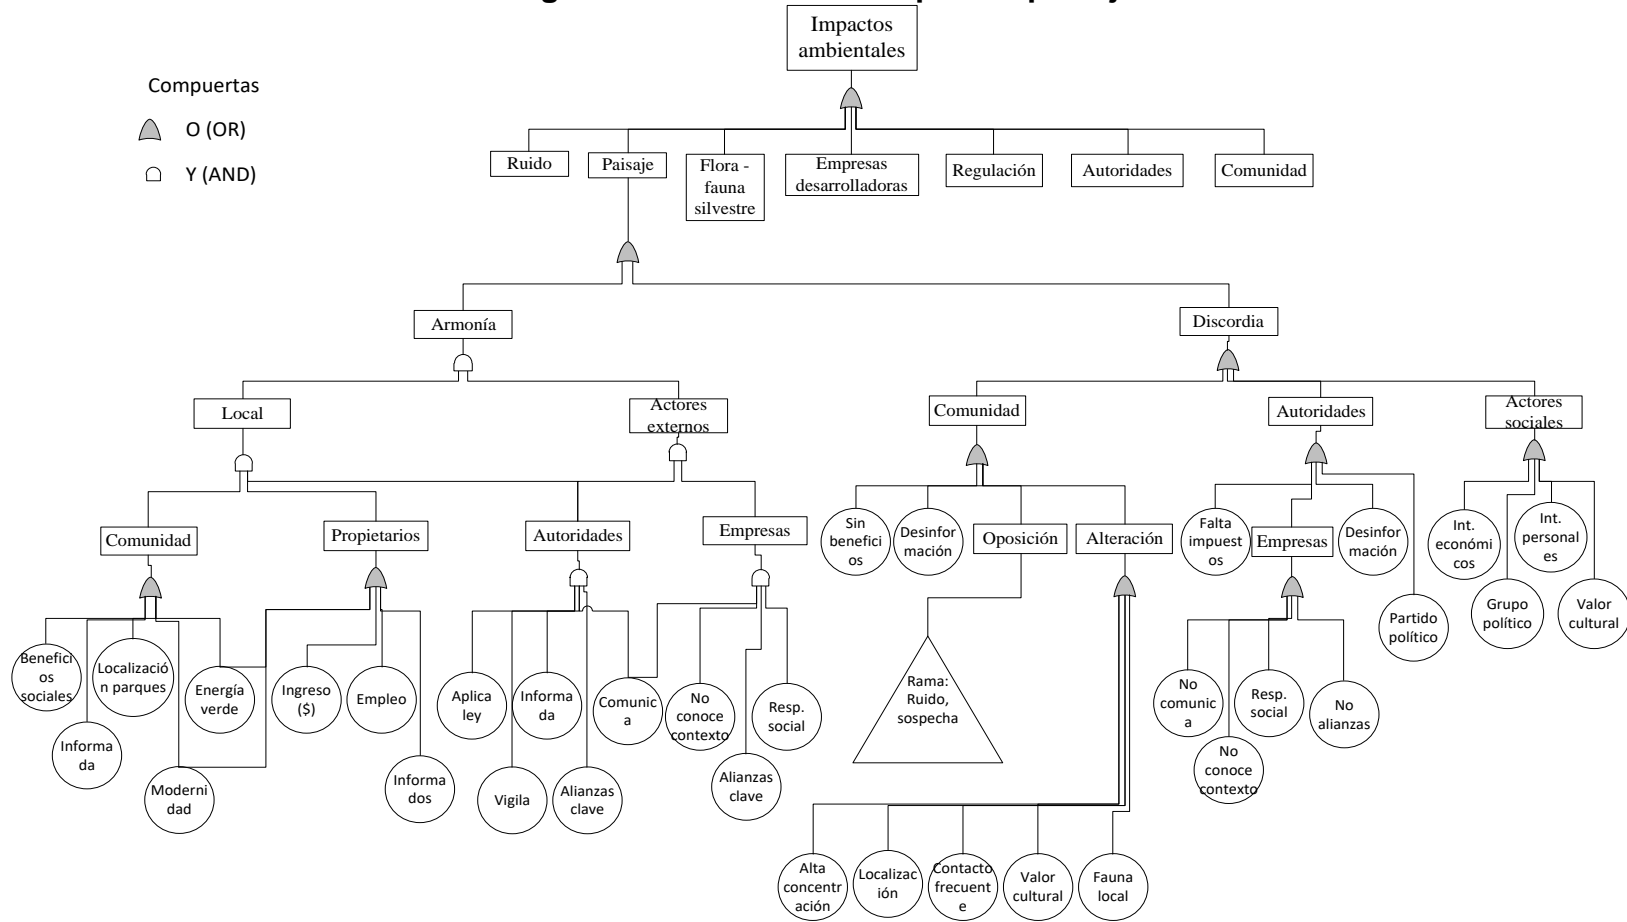 Impactos
ambientales
Compuertas
O (OR)
Y (AND)
Ruido
Paisaje
Flora -
fauna
silvestre
Empresas
desarrolladoras
Regulación
Autoridades
Comunidad
Armonía
Discordia
Local
Actores
externos
Comunidad
Autoridades
Actores
sociales
Comunidad
Propietarios
Autoridades
Empresas
Sin
benefici
os
Desinfor
mación
Oposición
Alteración
Falta
impuest
os
Empresas
Desinfor
mación
Int.
económi
cos
Int.
personal
es
Grupo
político
Valor
cultural
Partido
político
Benefici
os
sociales
Localizació
n parques
Energía
verde
Ingreso
($)
Empleo
Aplica
ley
Informa
da
Comunic
a
No
conoce
contexto
Resp.
social
Rama:
Ruido,
sospecha
No
comunic
a
Resp.
social
No
alianzas
Informa
da
Moderni
dad
Informa
dos
Vigila
Alianzas
clave
Alianzas
clave
No
conoce
contexto
Alta
concentr
ación
Localizac
ión
Contacto
frecuent
e
Valor
cultural
Fauna
local